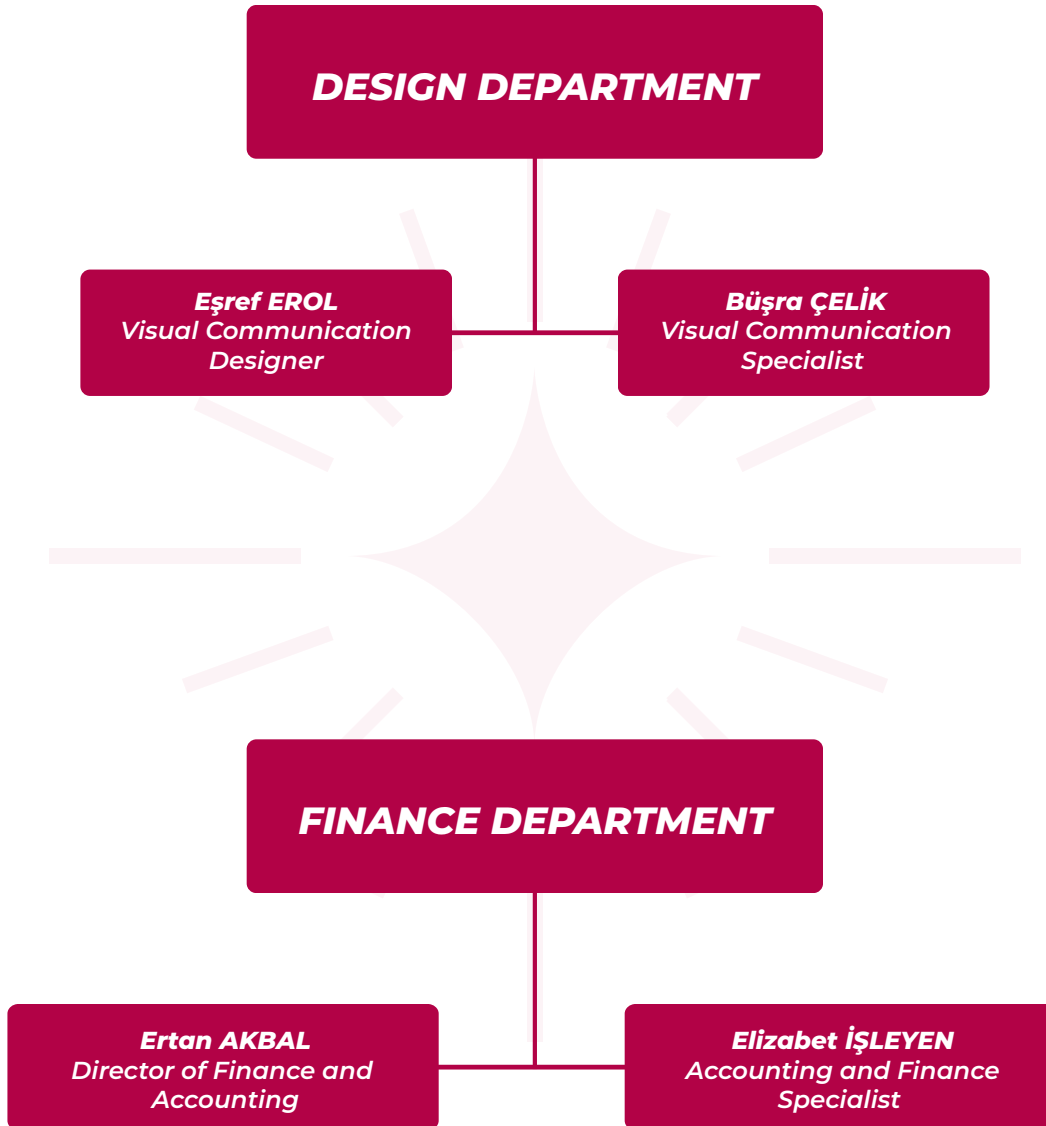 DESIGN DEPARTMENT
Eşref EROL
Visual Communication
Designer
Büşra ÇELİK
Visual Communication
Specialist
FINANCE DEPARTMENT
Ertan AKBAL
Director of Finance and
Accounting
Elizabet İŞLEYEN
Accounting and Finance
Specialist